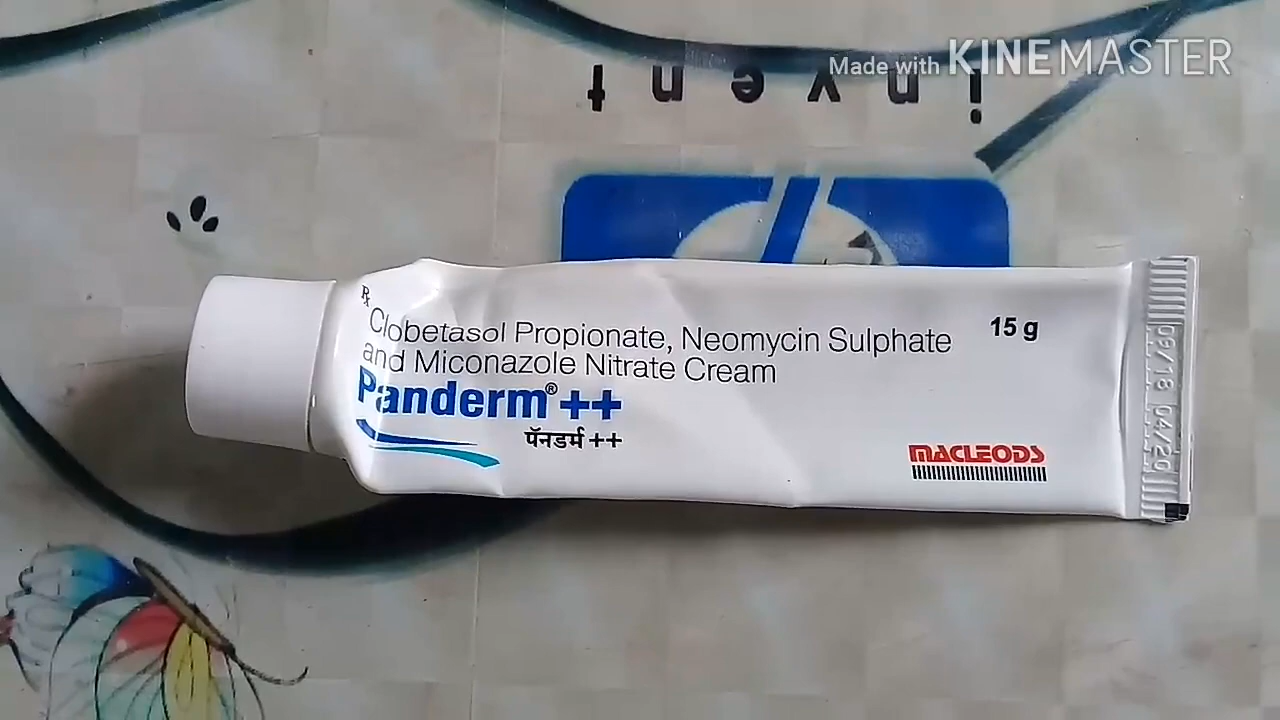 Made with KINEMASTER
invent
℞
Clobetasol Propionate, Neomycin Sulphate
and Miconazole Nitrate Cream
15 g
Panderm®++
पॅनडर्म ++
MACLEODS
09/18 04/20